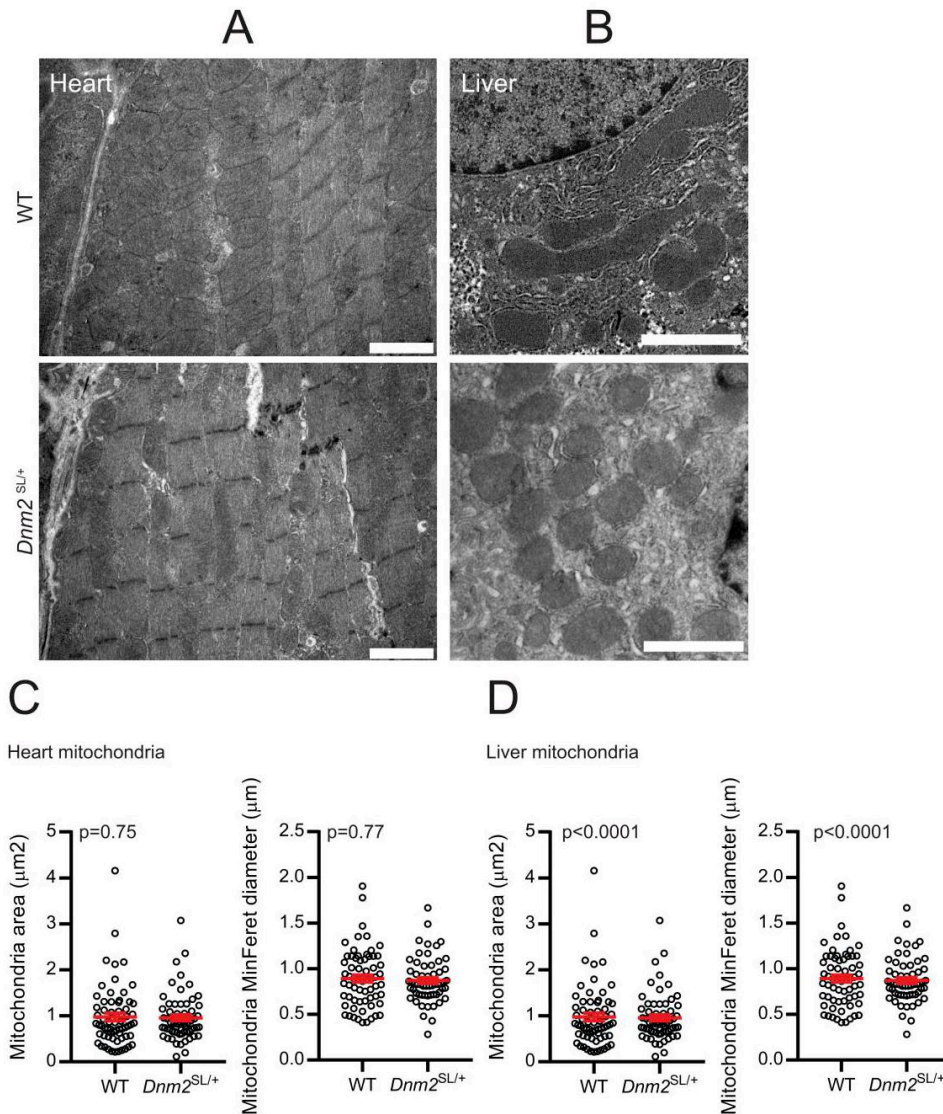 A
B
Heart
Liver
WT
Dnm2 SL/+
C
D
Heart mitochondria
Liver mitochondria
Mitochondria area (μm2)
5
4
3
2
1
0
p=0.75
WT
Dnm2SL/+
Mitochondria MinFeret diameter (μm)
2.5
2.0
1.5
1.0
0.5
0.0
p=0.77
WT
Dnm2SL/+
Mitochondria area (μm2)
5
4
3
2
1
0
p<0.0001
WT
Dnm2SL/+
Mitochondria MinFeret diameter (μm)
2.5
2.0
1.5
1.0
0.5
0.0
p<0.0001
WT
Dnm2SL/+